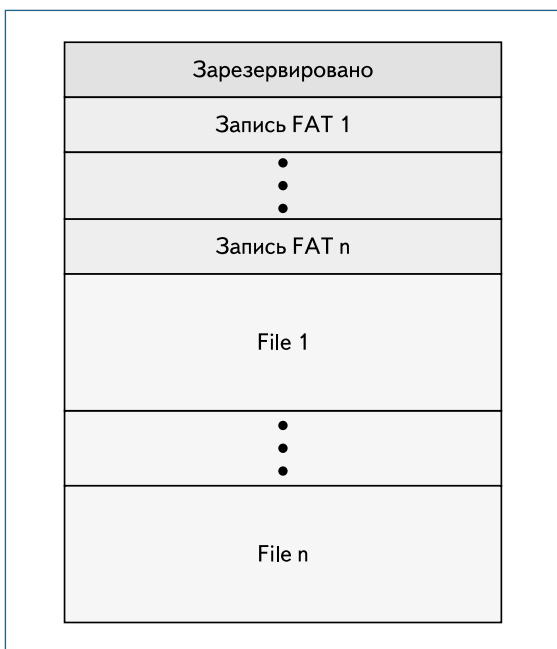 Зарезервировано
Запись FAT 1
Запись FAT n
File 1
File n